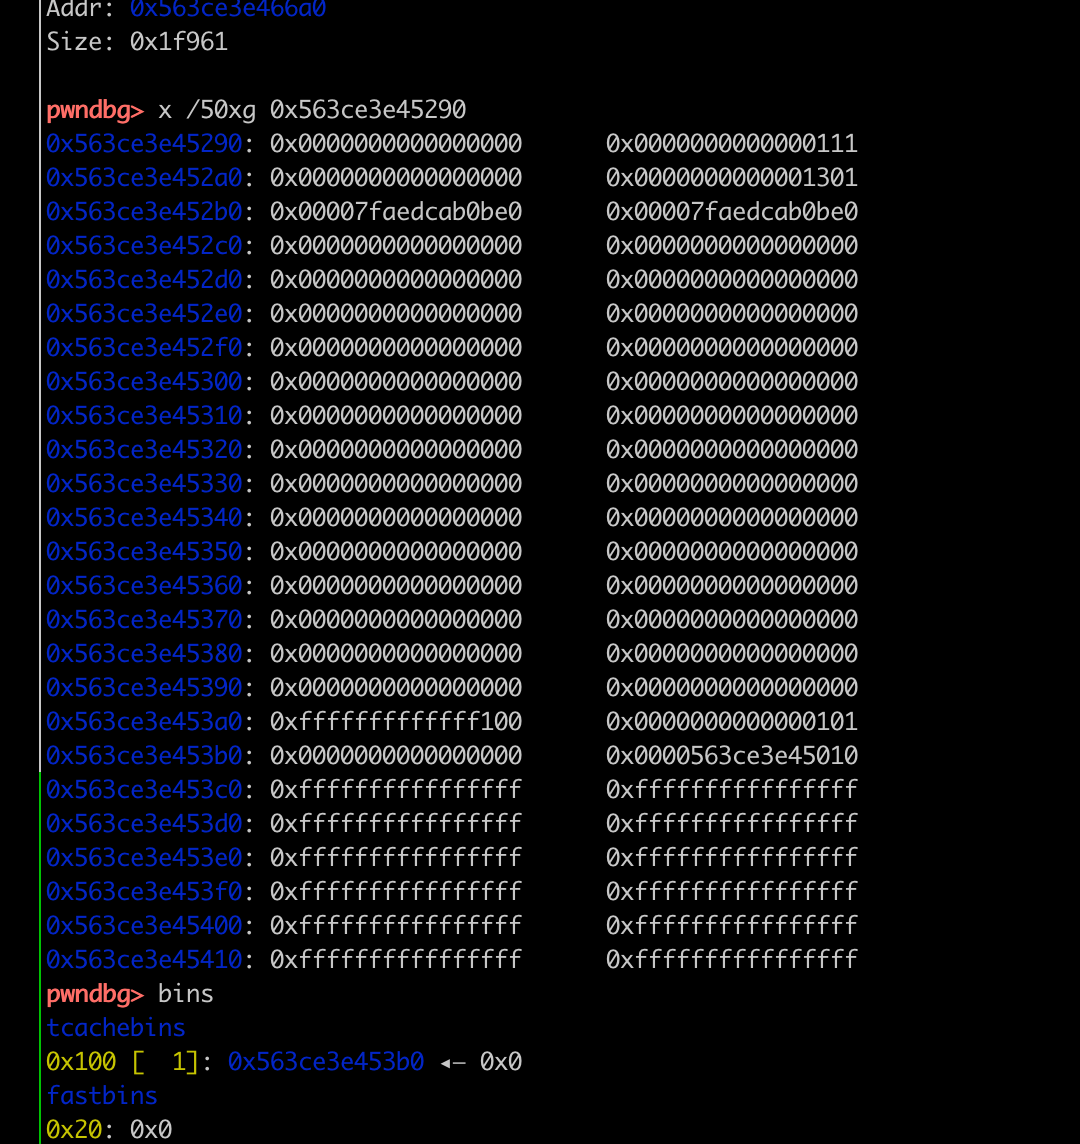 Addr: 0x563ce3e466a0
Size: 0x1f961
pwndbg> x /50xg 0x563ce3e45290
0x563ce3e45290: 0x0000000000000000 0x0000000000000111
0x563ce3e452a0: 0x0000000000000000 0x0000000000001301
0x563ce3e452b0: 0x00007faedcab0be0 0x00007faedcab0be0
0x563ce3e452c0: 0x0000000000000000 0x0000000000000000
0x563ce3e452d0: 0x0000000000000000 0x0000000000000000
0x563ce3e452e0: 0x0000000000000000 0x0000000000000000
0x563ce3e452f0: 0x0000000000000000 0x0000000000000000
0x563ce3e45300: 0x0000000000000000 0x0000000000000000
0x563ce3e45310: 0x0000000000000000 0x0000000000000000
0x563ce3e45320: 0x0000000000000000 0x0000000000000000
0x563ce3e45330: 0x0000000000000000 0x0000000000000000
0x563ce3e45340: 0x0000000000000000 0x0000000000000000
0x563ce3e45350: 0x0000000000000000 0x0000000000000000
0x563ce3e45360: 0x0000000000000000 0x0000000000000000
0x563ce3e45370: 0x0000000000000000 0x0000000000000000
0x563ce3e45380: 0x0000000000000000 0x0000000000000000
0x563ce3e45390: 0x0000000000000000 0x0000000000000000
0x563ce3e453a0: 0xfffffffffffff100 0x0000000000000101
0x563ce3e453b0: 0x0000000000000000 0x0000563ce3e45010
0x563ce3e453c0: 0xffffffffffffffff 0xffffffffffffffff
0x563ce3e453d0: 0xffffffffffffffff 0xffffffffffffffff
0x563ce3e453e0: 0xffffffffffffffff 0xffffffffffffffff
0x563ce3e453f0: 0xffffffffffffffff 0xffffffffffffffff
0x563ce3e45400: 0xffffffffffffffff 0xffffffffffffffff
0x563ce3e45410: 0xffffffffffffffff 0xffffffffffffffff
pwndbg> bins
tcachebins
0x100 [  1]: 0x563ce3e453b0 ◂— 0x0
fastbins
0x20: 0x0